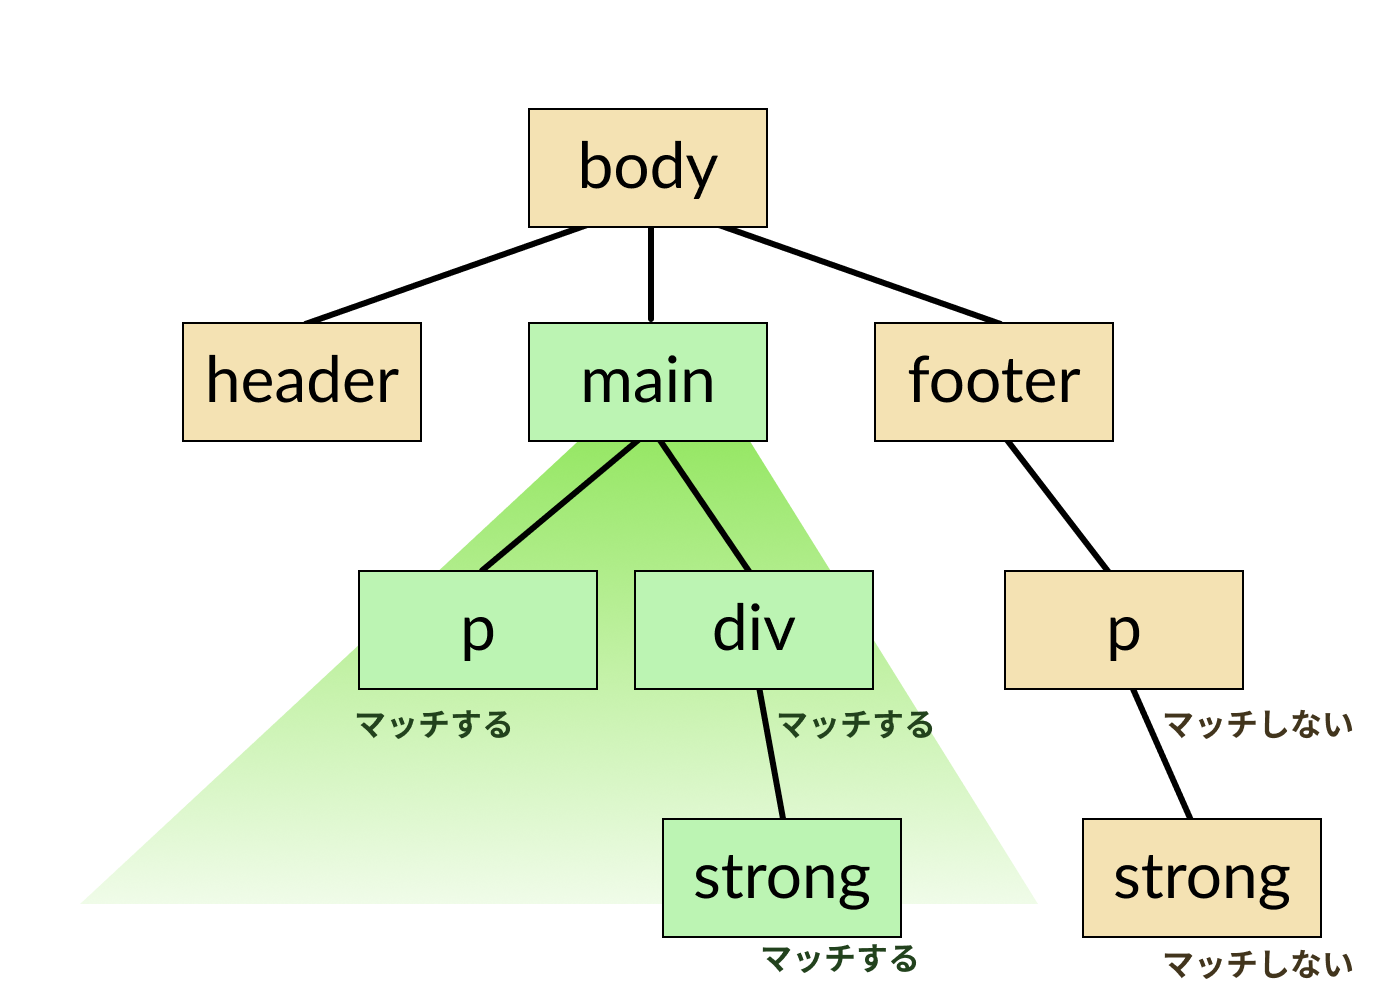 body
header
main
footer
p
div
p
マッチする
マッチする
マッチしない
strong
strong
マッチする
マッチしない